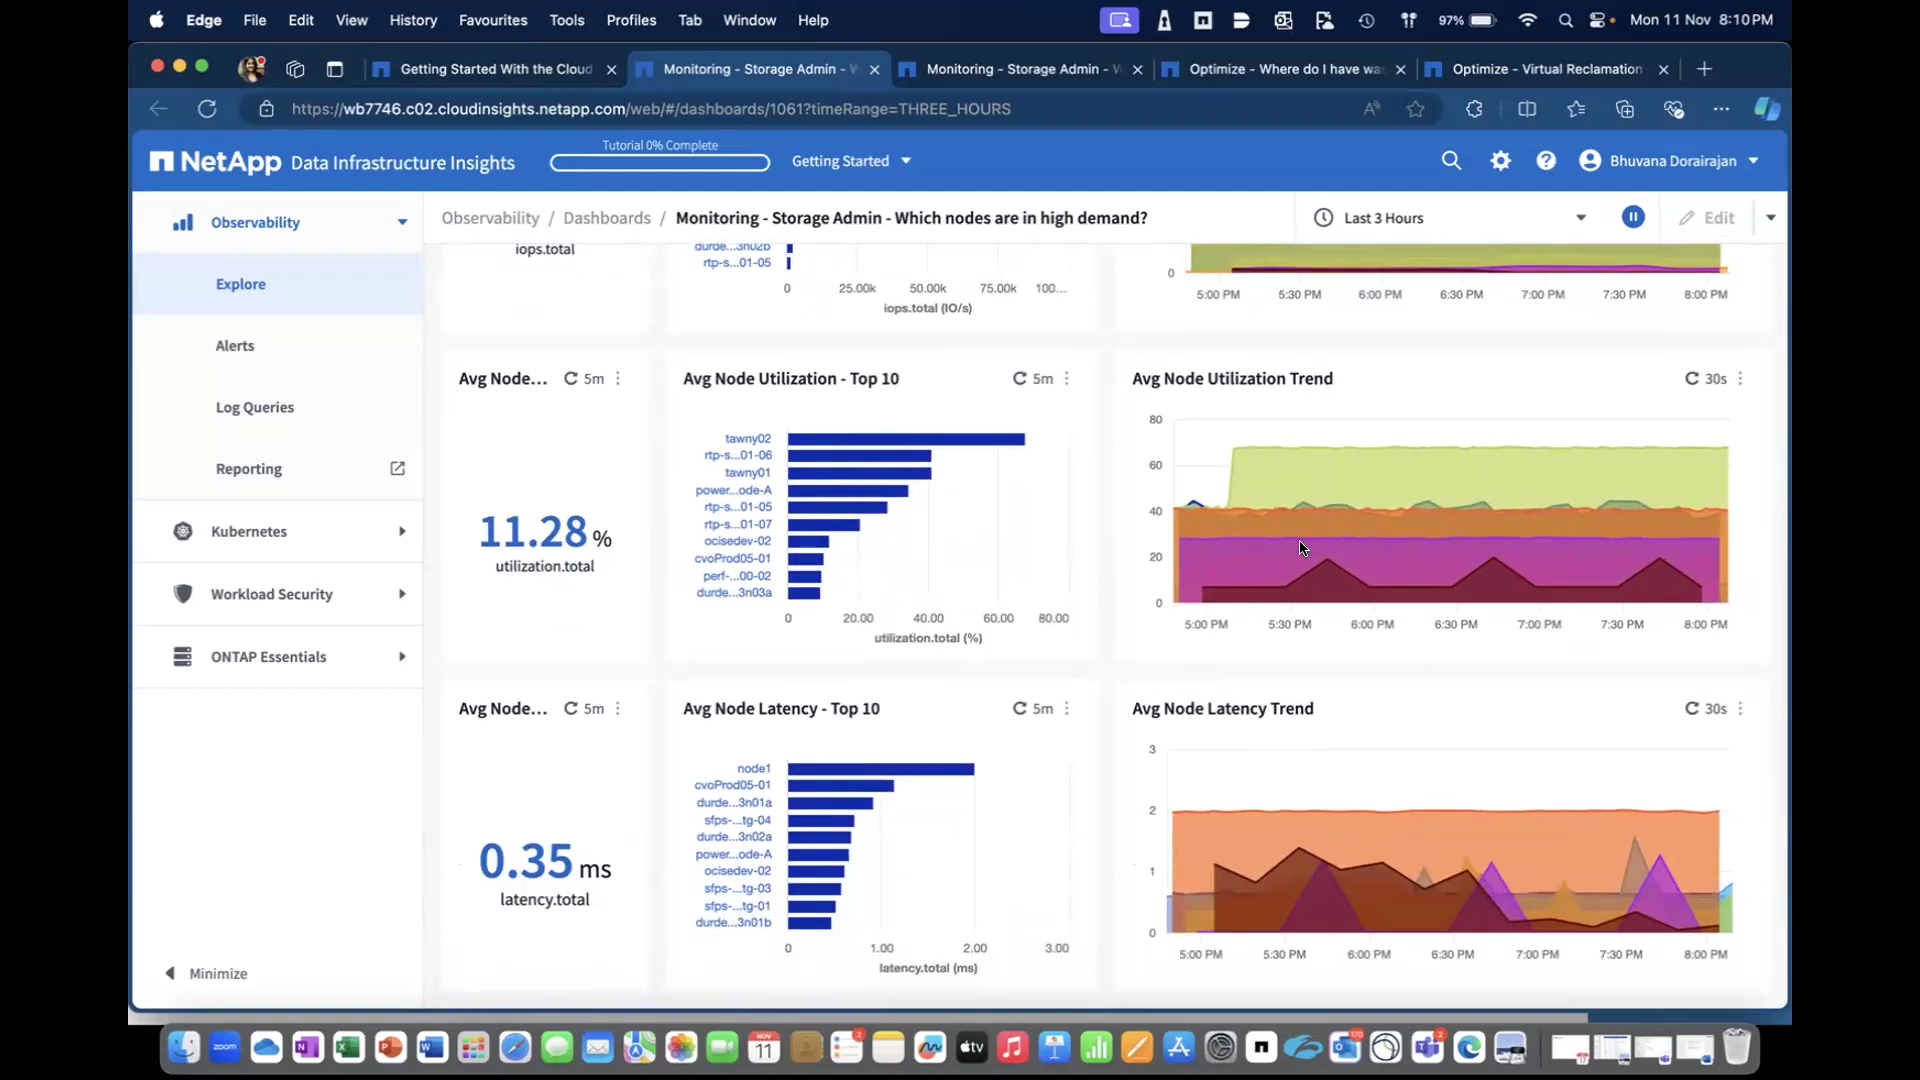 Edge File Edit View History Favourites Tools Profiles Tab Window Help 97% Mon 11 Nov 8:10 PM
Getting Started With the Cloud Monitoring - Storage Admin - W Monitoring - Storage Admin - W Optimize - Where do I have wa Optimize - Virtual Reclamation
https://wb7746.c02.cloudinsights.netapp.com/web/#/dashboards/1061?timeRange=THREE_HOURS
NetApp Data Infrastructure Insights
Tutorial 0% Complete
Getting Started
Bhuvana Dorairajan
Observability
Explore
Alerts
Log Queries
Reporting
Kubernetes
Workload Security
ONTAP Essentials
Minimize
Observability / Dashboards / Monitoring - Storage Admin - Which nodes are in high demand?
Last 3 Hours
Edit
iops.total
durde...3n02b
rtp-s...01-05
0 25.00k 50.00k 75.00k 100...
iops.total (IO/s)
0
5:00 PM 5:30 PM 6:00 PM 6:30 PM 7:00 PM 7:30 PM 8:00 PM
Avg Node... 5m
11.28 %
utilization.total
Avg Node Utilization - Top 10 5m
tawny02
rtp-s...01-06
tawny01
power...ode-A
rtp-s...01-05
rtp-s...01-07
ocisedev-02
cvoProd05-01
perf-...00-02
durde...3n03a
0 20.00 40.00 60.00 80.00
utilization.total (%)
Avg Node Utilization Trend 30s
80
60
40
20
0
5:00 PM 5:30 PM 6:00 PM 6:30 PM 7:00 PM 7:30 PM 8:00 PM
Avg Node... 5m
0.35 ms
latency.total
Avg Node Latency - Top 10 5m
node1
cvoProd05-01
durde...3n01a
sfps-...tg-04
durde...3n02a
power...ode-A
ocisedev-02
sfps-...tg-03
sfps-...tg-01
durde...3n01b
0 1.00 2.00 3.00
latency.total (ms)
Avg Node Latency Trend 30s
3
2
1
0
5:00 PM 5:30 PM 6:00 PM 6:30 PM 7:00 PM 7:30 PM 8:00 PM
zoom
NOV
11
tv
2
2